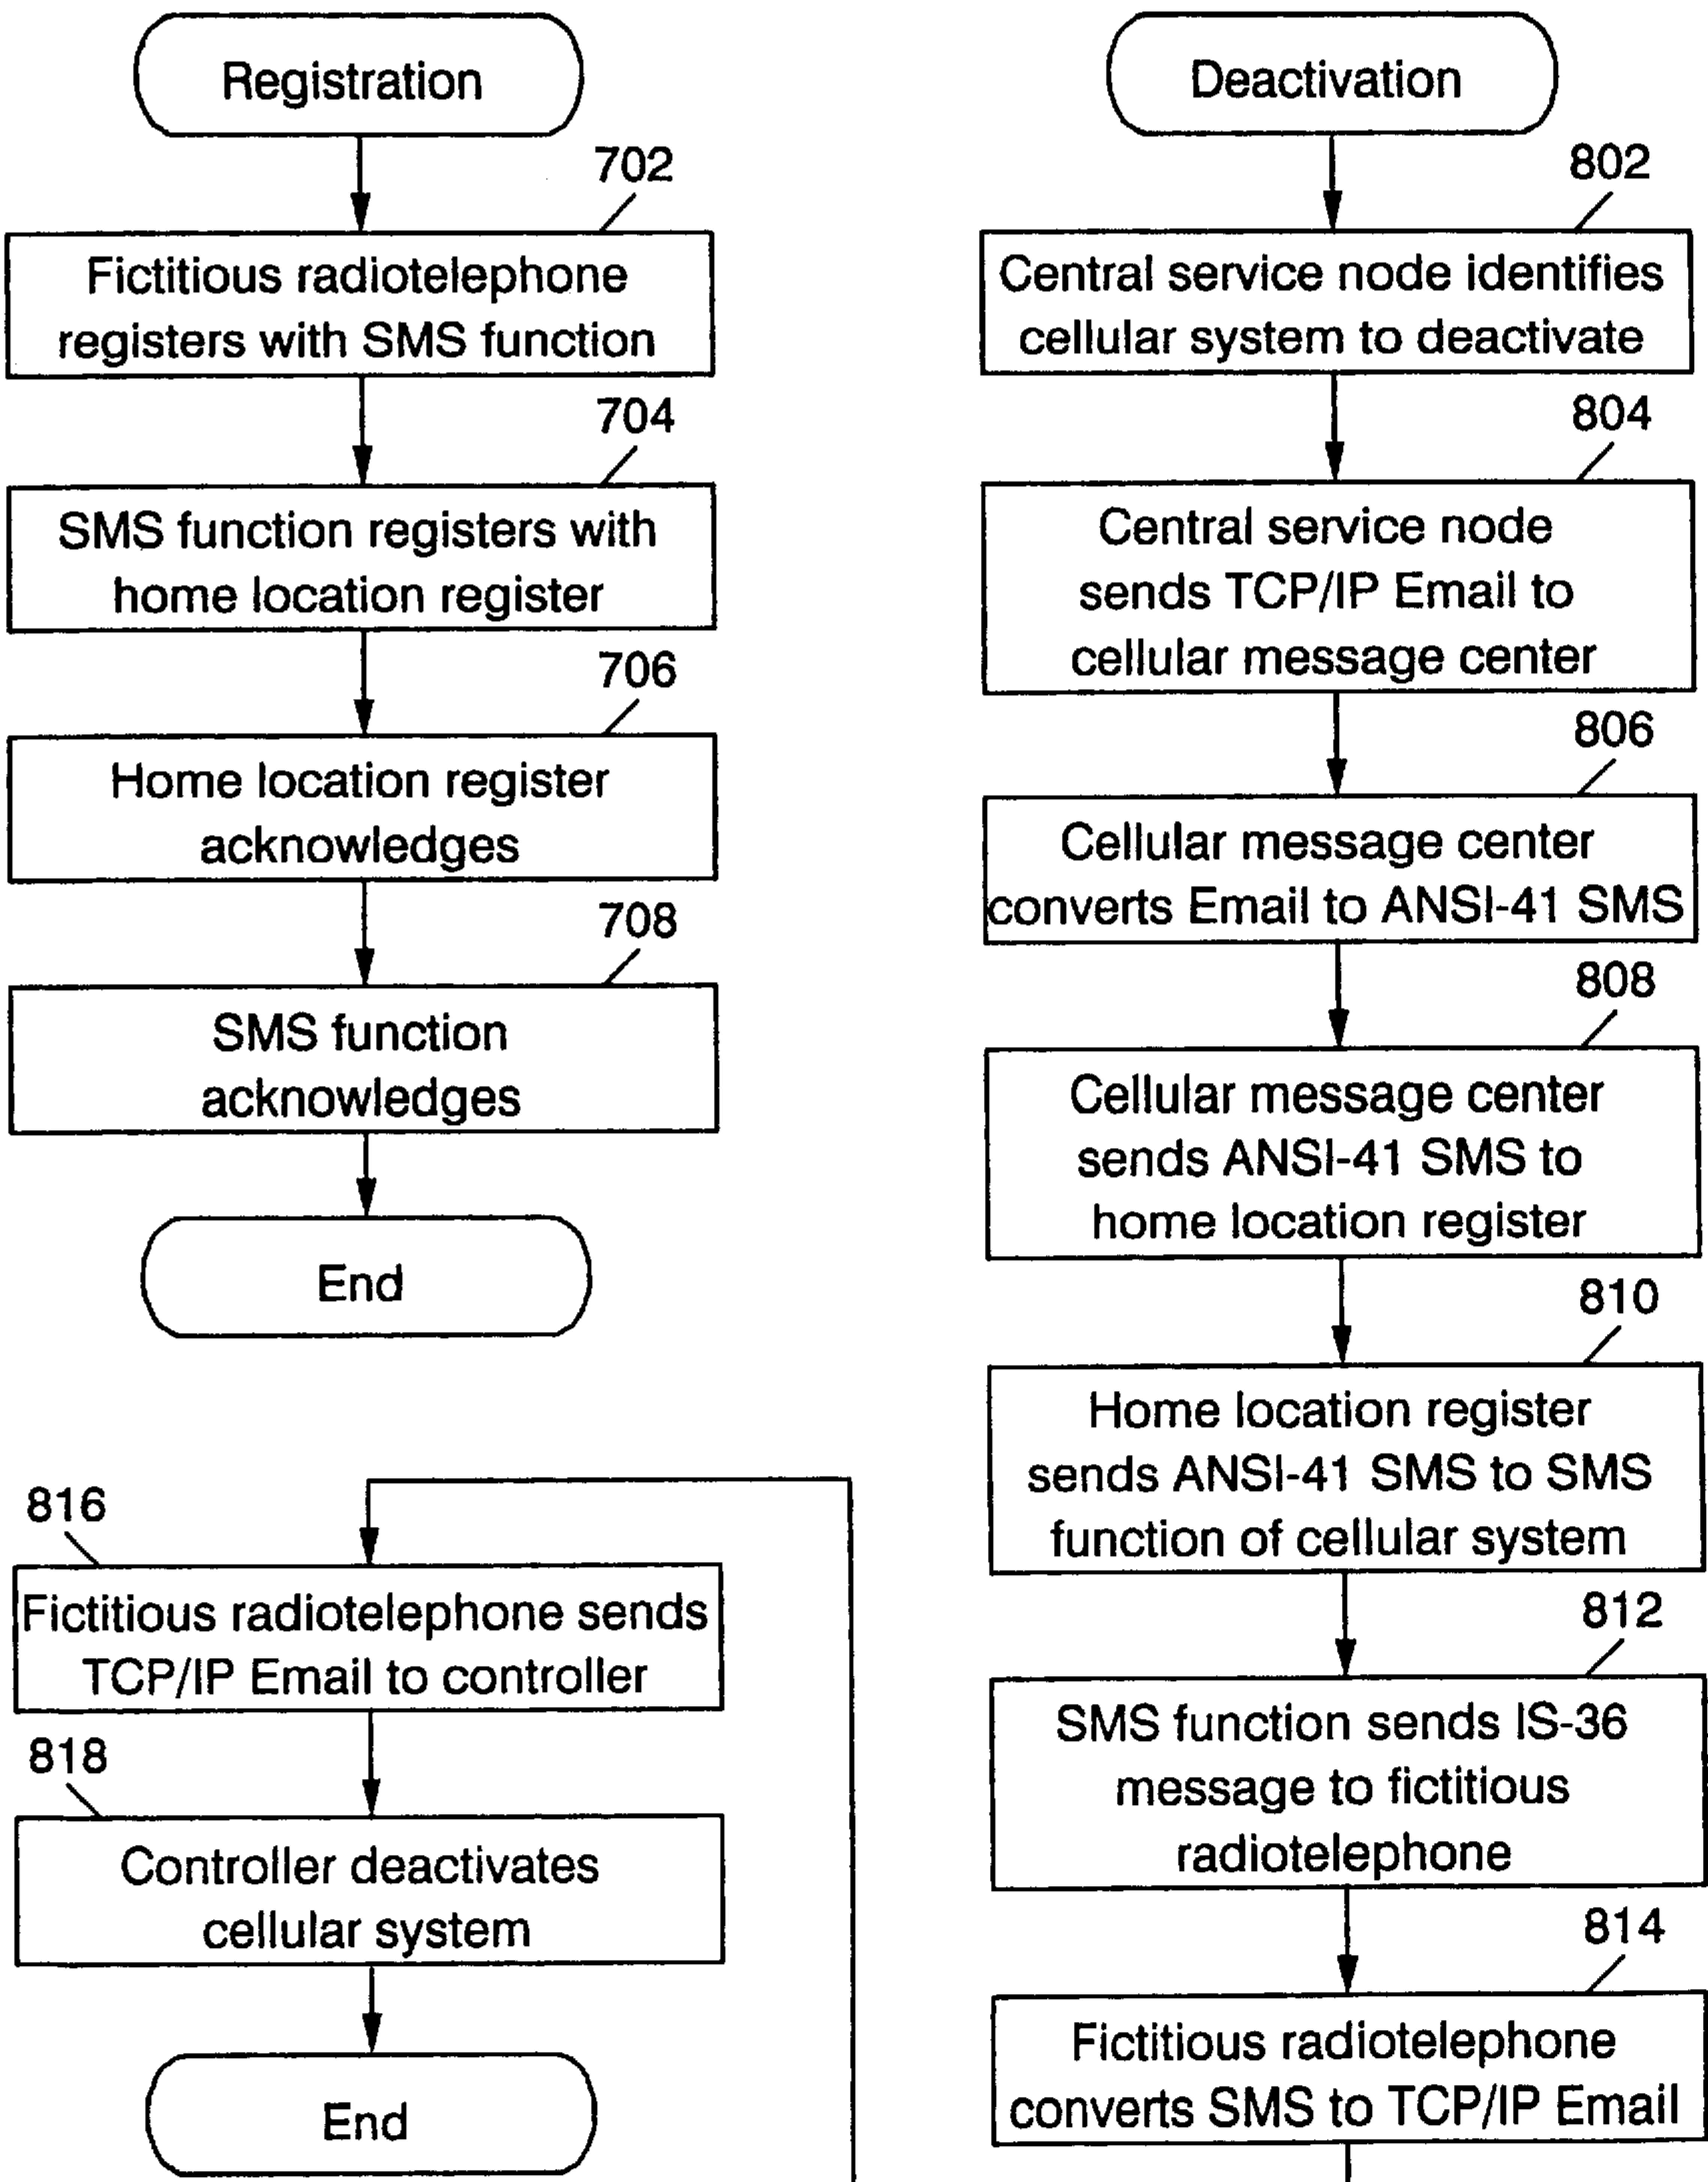 Registration
702
Fictitious radiotelephone
registers with SMS function
704
SMS function registers with
home location register
706
Home location register
acknowledges
708
SMS function
acknowledges
End
Deactivation
802
Central service node identifies
cellular system to deactivate
804
Central service node
sends TCP/IP Email to
cellular message center
806
Cellular message center
converts Email to ANSI-41 SMS
808
Cellular message center
sends ANSI-41 SMS to
home location register
810
Home location register
sends ANSI-41 SMS to SMS
function of cellular system
812
SMS function sends IS-36
message to fictitious
radiotelephone
814
Fictitious radiotelephone
converts SMS to TCP/IP Email
816
Fictitious radiotelephone sends
TCP/IP Email to controller
818
Controller deactivates
cellular system
End